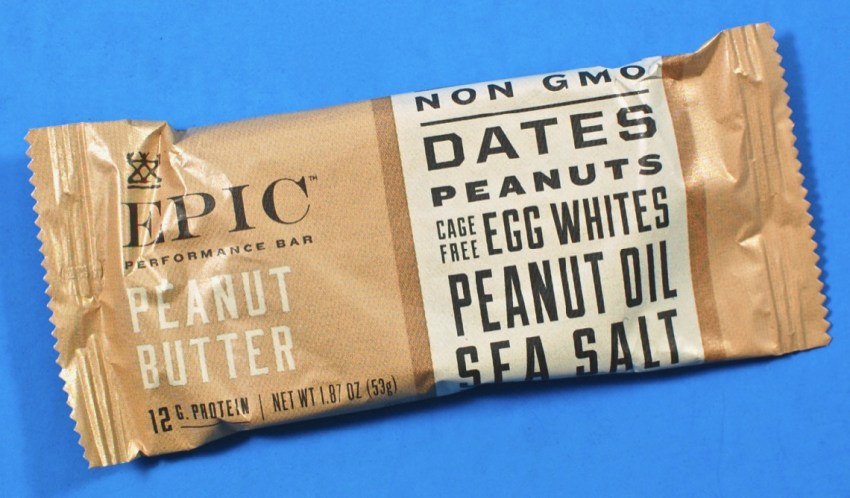 EPIC™
PERFORMANCE BAR
PEANUT
BUTTER
12 G. PROTEIN | NET WT 1.87 OZ (53g)
NON GMO
DATES
PEANUTS
CAGE FREE EGG WHITES
PEANUT OIL
SEA SALT